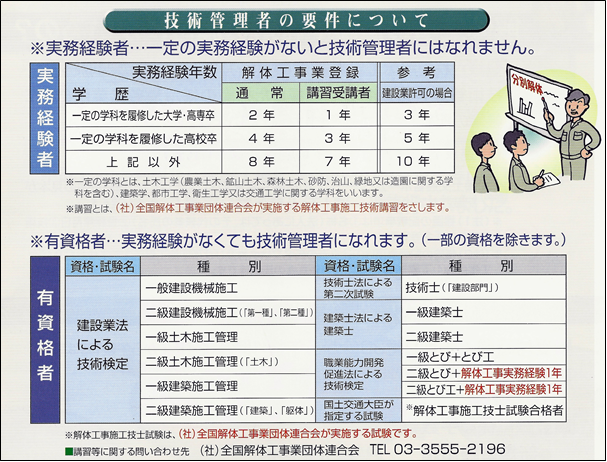 技術管理者の要件について
※実務経験者…一定の実務経験がないと技術管理者にはなれません。
実務経験者
実務経験年数 解体工事業登録 参考
学歴 通常 講習受講者 建設業許可の場合
一定の学科を履修した大学・高専卒 2年 1年 3年
一定の学科を履修した高校卒 4年 3年 5年
上記以外 8年 7年 10年
分別解体
※一定の学科とは、土木工学(農業土木、鉱山土木、森林土木、砂防、治山、緑地又は造園に関する学
科を含む)、建築学、都市工学、衛生工学又は交通工学に関する学科をいいます。
※講習とは、(社)全国解体工事業団体連合会が実施する解体工事施工技術講習をさします。
※有資格者…実務経験がなくても技術管理者になれます。(一部の資格を除きます。)
有資格者
資格・試験名 種別 資格・試験名 種別
建設業法
による
技術検定
一般建設機械施工
二級建設機械施工(「第一種」、「第二種」)
一級土木施工管理
二級土木施工管理(「土木」)
一級建築施工管理
二級建築施工管理(「建築」、「躯体」)
技術士法による
第二次試験
技術士(「建設部門」)
建築士法による
建築士
一級建築士
二級建築士
職業能力開発
促進法による
技術検定
一級とび+とび工
二級とび+解体工事実務経験1年
二級とび工+解体工事実務経験1年
国土交通大臣が
指定する試験
※解体工事施工技士試験合格者
※解体工事施工技士試験は、(社)全国解体工事業団体連合会が実施する試験です。
■講習等に関する問い合わせ先 (社)全国解体工事業団体連合会 TEL 03-3555-2196